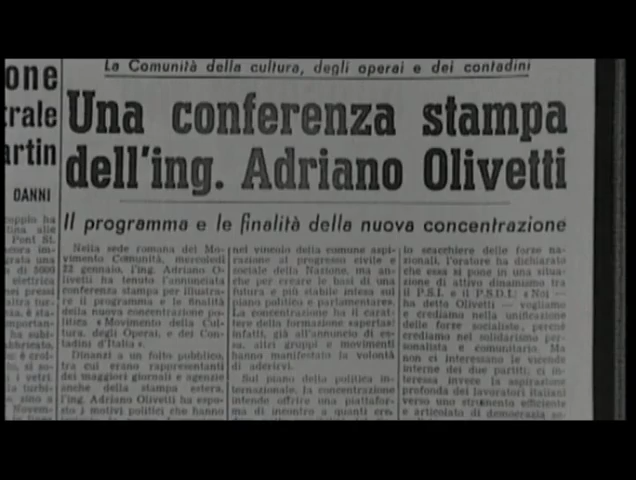 La Comunità della cultura, degli operai e dei contadini
Una conferenza stampa
dell'ing. Adriano Olivetti
Il programma e le finalità della nuova concentrazione
one
trale
artin
DANNI
Nella sede romana del Mo-
vimento Comunità, mercoledì
22 gennaio, l'ing. Adriano O-
livetti ha tenuto l'annunciata
conferenza stampa per illustra-
re il programma e le finalità
della nuova concentrazione po-
litica « Movimento della Cul-
tura, degli Operai, e dei Con-
tadini d'Italia ».
Dinanzi a un folto pubblico,
tra cui erano rappresentanti
dei maggiori giornali e agenzie
anche della stampa estera,
l'ing. Adriano Olivetti ha espo-
sto i motivi politici che hanno
nel vincolo della comune aspi-
razione al progresso civile e
sociale della Nazione, ma an-
che per creare le basi di una
futura e più stabile intesa sul
piano politico e parlamentare.
La concentrazione ha il carat-
tere della formazione aperta:
infatti, già all'annuncio di es-
sa, altri gruppi e movimenti
hanno manifestato la volontà
di aderirvi.
Sul piano della politica in-
ternazionale, la concentrazione
intende offrire una piattafor-
ma di incontro a quanti cre-
lo scacchiere delle forze na-
zionali, l'oratore ha dichiarato
che essa si pone in una situa-
zione di attivo dinamismo tra
il P.S.I. e il P.S.D.I. « Noi —
ha detto Olivetti — vogliamo
e crediamo nella unificazione
delle forze socialiste, perché
crediamo nel solidarismo per-
sonalista e comunitario. Ma
non ci interessano le vicende
interne dei due partiti; ci in-
teressa invece la aspirazione
profonda dei lavoratori italiani
verso uno strumento efficiente
e articolato di democrazia so-